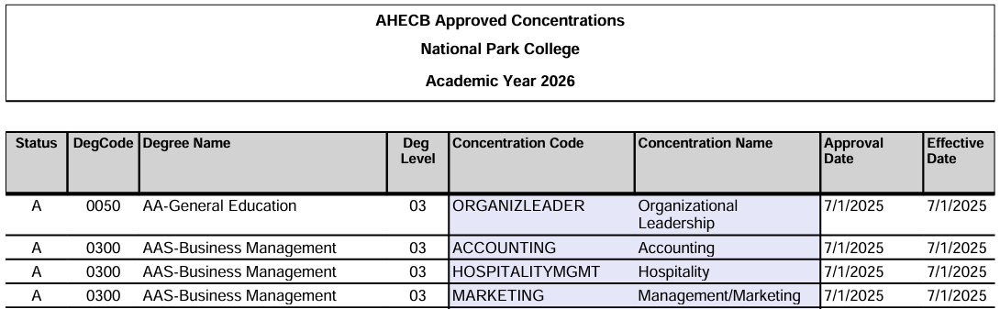 AHECB Approved Concentrations
National Park College
Academic Year 2026
Status DegCode Degree Name Deg Level Concentration Code Concentration Name Approval Date Effective Date
A 0050 AA-General Education 03 ORGANIZLEADER Organizational Leadership 7/1/2025 7/1/2025
A 0300 AAS-Business Management 03 ACCOUNTING Accounting 7/1/2025 7/1/2025
A 0300 AAS-Business Management 03 HOSPITALITYMGMT Hospitality 7/1/2025 7/1/2025
A 0300 AAS-Business Management 03 MARKETING Management/Marketing 7/1/2025 7/1/2025